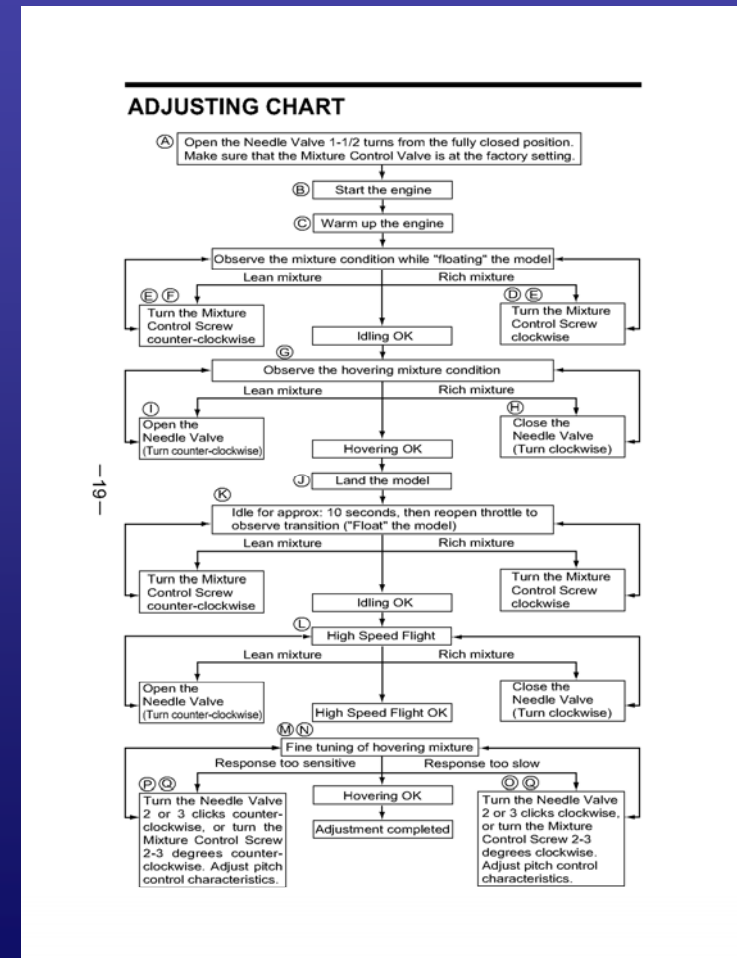 ADJUSTING CHART
Ⓐ Open the Needle Valve 1-1/2 turns from the fully closed position.
Make sure that the Mixture Control Valve is at the factory setting.
Ⓑ Start the engine
Ⓒ Warm up the engine
Observe the mixture condition while "floating" the model
Lean mixture
Rich mixture
Ⓔ Ⓕ
Turn the Mixture
Control Screw
counter-clockwise
Ⓓ Ⓔ
Turn the Mixture
Control Screw
clockwise
Idling OK
Ⓖ
Observe the hovering mixture condition
Lean mixture
Rich mixture
Ⓘ
Open the
Needle Valve
(Turn counter-clockwise)
Ⓗ
Close the
Needle Valve
(Turn clockwise)
Hovering OK
Ⓙ Land the model
Ⓚ
Idle for approx: 10 seconds, then reopen throttle to
observe transition ("Float" the model)
Lean mixture
Rich mixture
Turn the Mixture
Control Screw
counter-clockwise
Turn the Mixture
Control Screw
clockwise
Idling OK
Ⓛ High Speed Flight
Lean mixture
Rich mixture
Open the
Needle Valve
(Turn counter-clockwise)
Close the
Needle Valve
(Turn clockwise)
High Speed Flight OK
Ⓜ Ⓝ
Fine tuning of hovering mixture
Response too sensitive
Response too slow
Ⓟ Ⓠ
Turn the Needle Valve
2 or 3 clicks counter-
clockwise, or turn the
Mixture Control Screw
2-3 degrees counter-
clockwise. Adjust pitch
control characteristics.
Ⓞ Ⓠ
Turn the Needle Valve
2 or 3 clicks clockwise,
or turn the Mixture
Control Screw 2-3
degrees clockwise.
Adjust pitch control
characteristics.
Hovering OK
Adjustment completed
–19–